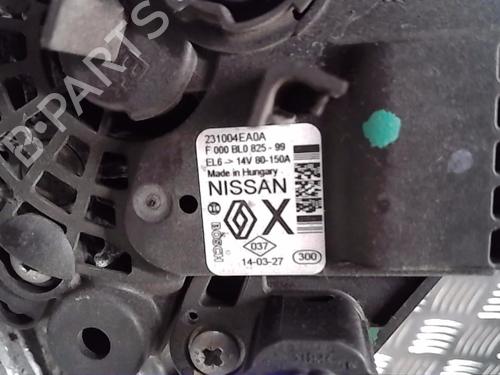 B-PARTS
231004EA0A
F 000 BL0 825 - 99
EL6 -> 14V 80-150A
Made in Hungary
NISSAN
X
BOSCH
037
14-03-27
300